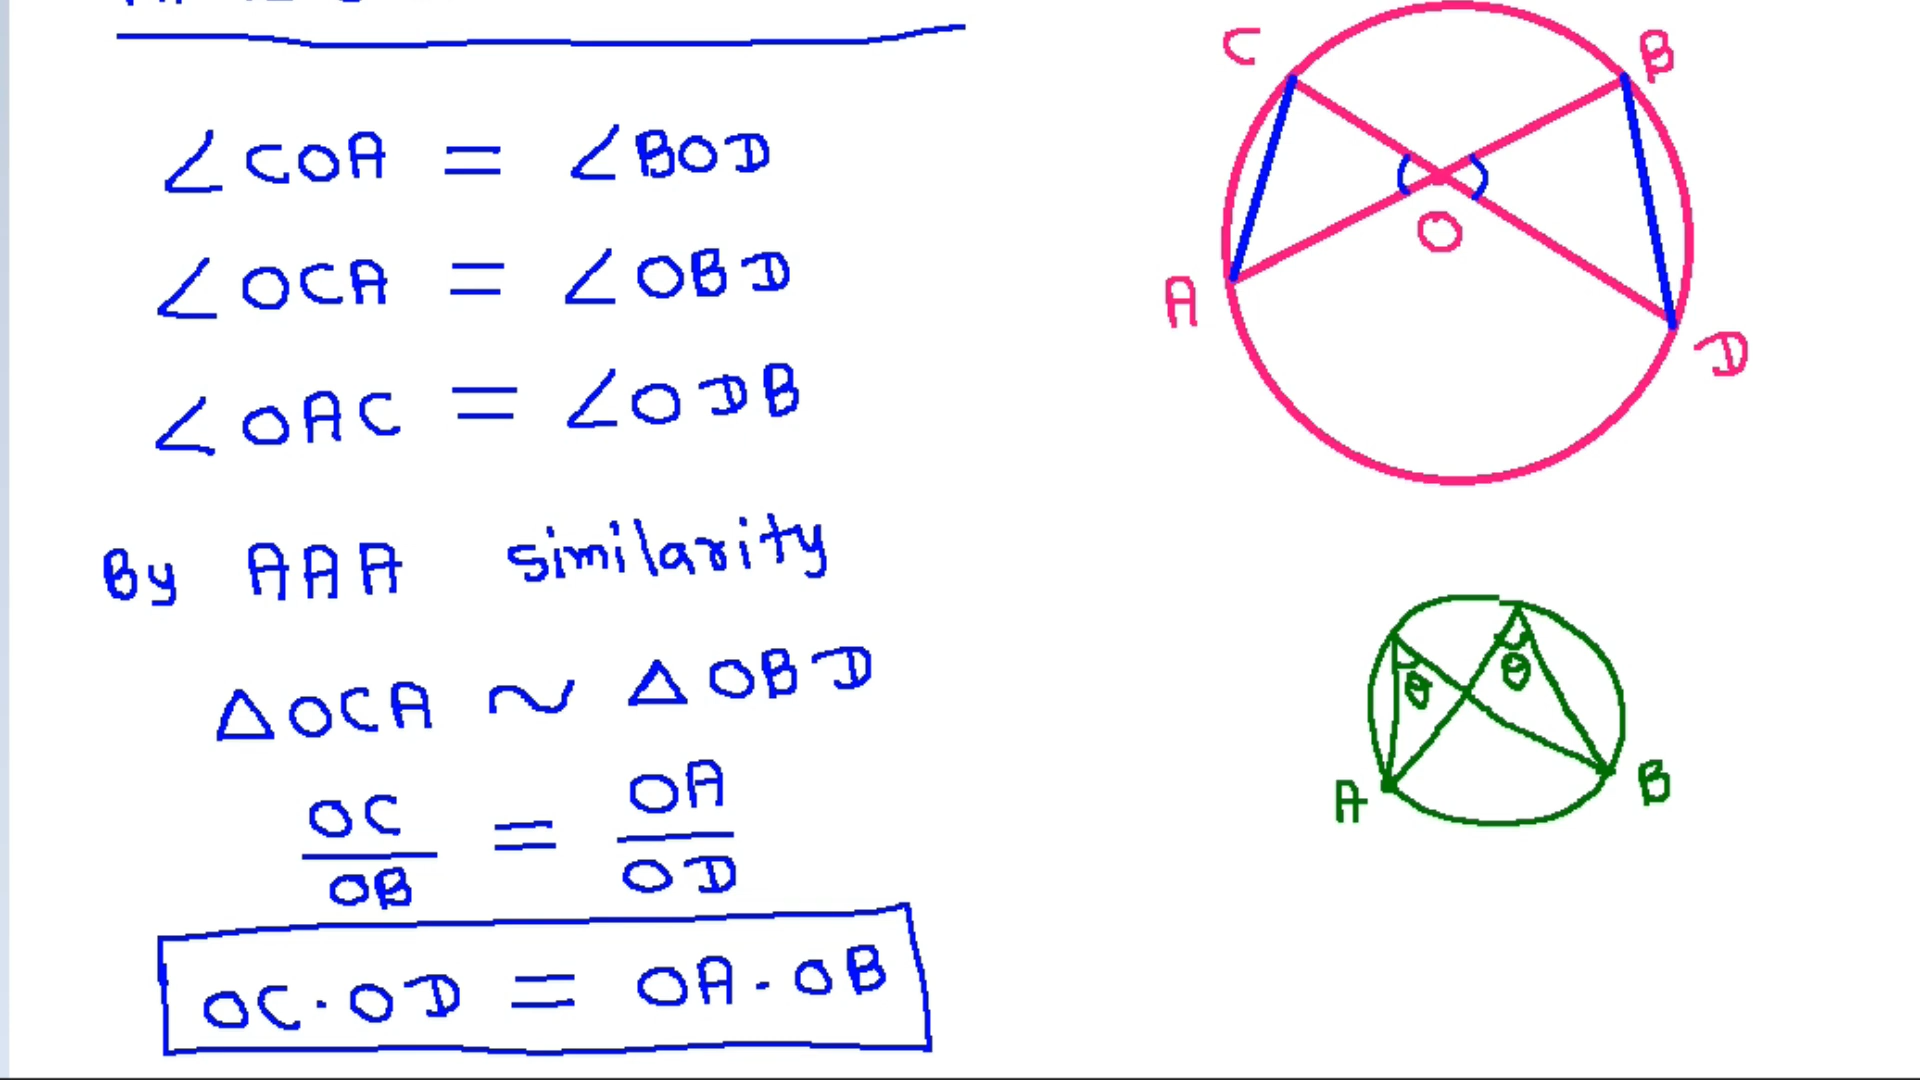 ∠COA = ∠BOD
∠OCA = ∠OBD
∠OAC = ∠ODB
By AAA similarity
△OCA ~ △OBD
OC/OB = OA/OD
OC·OD = OA·OB
C
B
O
A
D
θ
θ
A
B